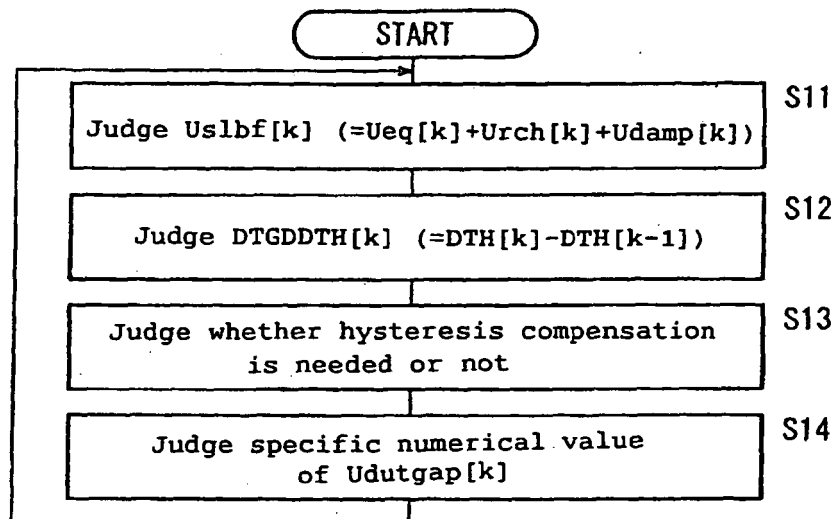 START
S11
Judge Uslbf[k] (=Ueq[k]+Urch[k]+Udamp[k])
S12
Judge DTGDDTH[k] (=DTH[k]-DTH[k-1])
S13
Judge whether hysteresis compensation
is needed or not
S14
Judge specific numerical value
of Udutgap[k]